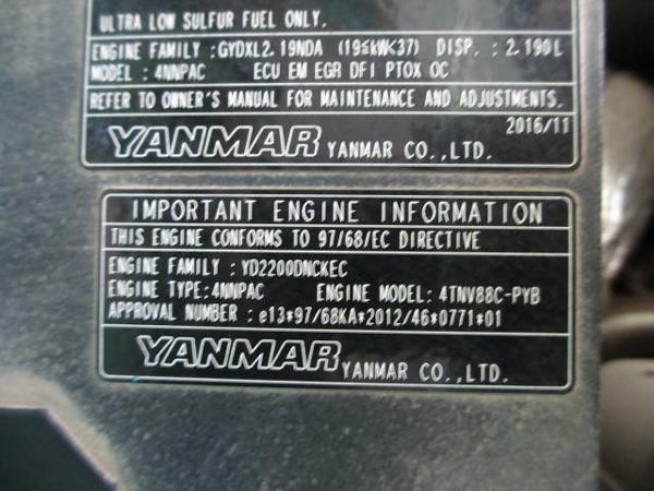 ULTRA LOW SULFUR FUEL ONLY.
ENGINE FAMILY :GYDXL2.19NDA (19≤kW<37) DISP. : 2.190L
MODEL : 4NNPAC ECU EM EGR DFI PTOX OC
REFER TO OWNER'S MANUAL FOR MAINTENANCE AND ADJUSTMENTS.
2016/11
YANMAR YANMAR CO.,LTD.
IMPORTANT ENGINE INFORMATION
THIS ENGINE CONFORMS TO 97/68/EC DIRECTIVE
ENGINE FAMILY : YD2200DNCKEC
ENGINE TYPE:4NNPAC ENGINE MODEL: 4TNV88C-PYB
APPROVAL NUMBER : e13*97/68KA*2012/46*0771*01
YANMAR YANMAR CO.,LTD.